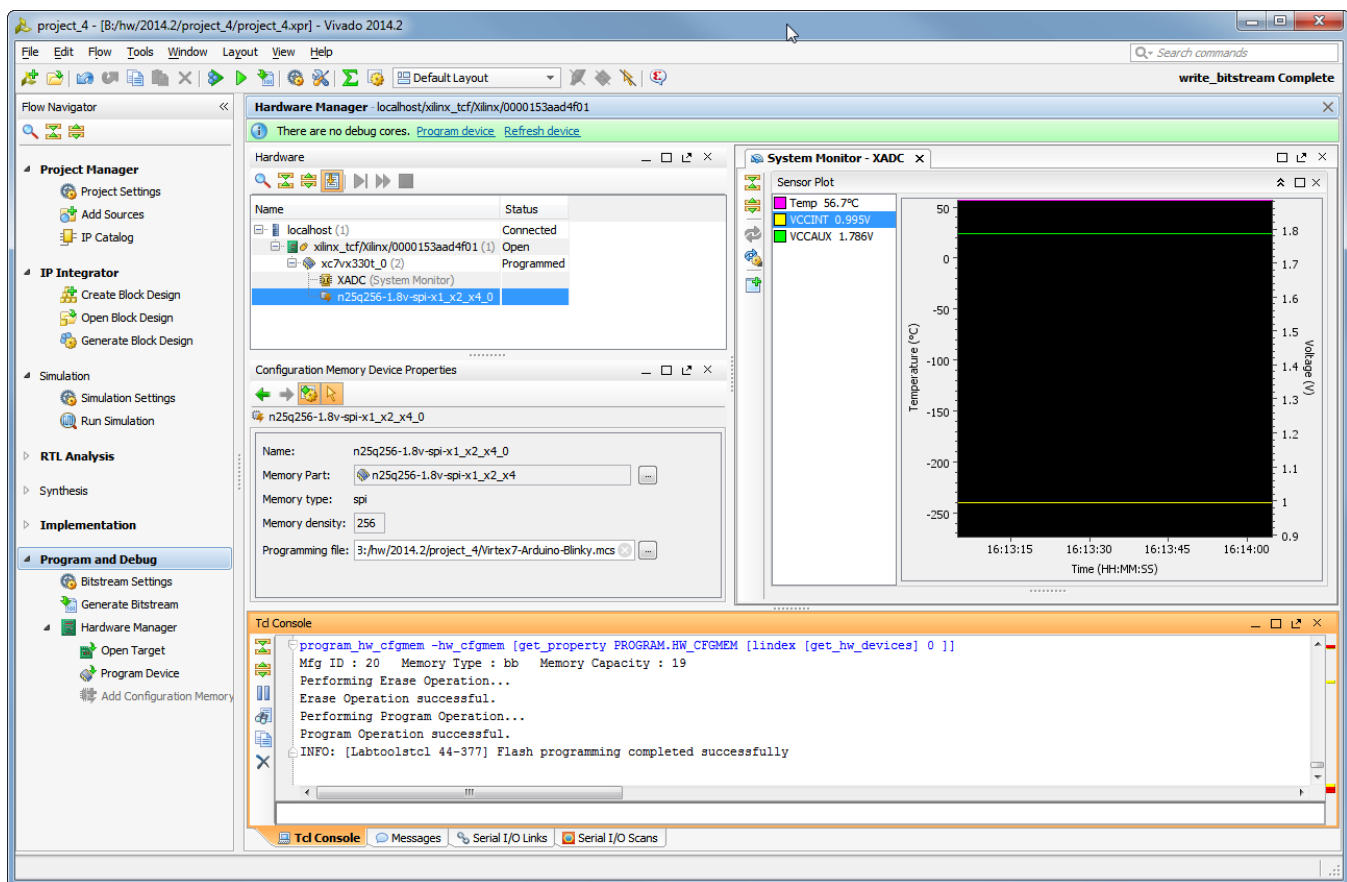 project_4 - [B:/hw/2014.2/project_4/project_4.xpr] - Vivado 2014.2
File Edit Flow Tools Window Layout View Help
Search commands
Default Layout
write_bitstream Complete
Flow Navigator
Project Manager
Project Settings
Add Sources
IP Catalog
IP Integrator
Create Block Design
Open Block Design
Generate Block Design
Simulation
Simulation Settings
Run Simulation
RTL Analysis
Synthesis
Implementation
Program and Debug
Bitstream Settings
Generate Bitstream
Hardware Manager
Open Target
Program Device
Add Configuration Memory
Hardware Manager - localhost/xilinx_tcf/Xilinx/0000153aad4f01
There are no debug cores. Program device Refresh device
Hardware
Name Status
localhost (1) Connected
xilinx_tcf/Xilinx/0000153aad4f01 (1) Open
xc7vx330t_0 (2) Programmed
XADC (System Monitor)
n25q256-1.8v-spi-x1_x2_x4_0
Configuration Memory Device Properties
n25q256-1.8v-spi-x1_x2_x4_0
Name: n25q256-1.8v-spi-x1_x2_x4_0
Memory Part: n25q256-1.8v-spi-x1_x2_x4
Memory type: spi
Memory density: 256
Programming file: 3:/hw/2014.2/project_4/Virtex7-Arduino-Blinky.mcs
System Monitor - XADC
Sensor Plot
Temp 56.7°C
VCCINT 0.995V
VCCAUX 1.786V
Temperature (°C)
50
0
-50
-100
-150
-200
-250
1.8
1.7
1.6
1.5
1.4
1.3
1.2
1.1
1
0.9
Voltage (V)
16:13:15 16:13:30 16:13:45 16:14:00
Time (HH:MM:SS)
Tcl Console
program_hw_cfgmem -hw_cfgmem [get_property PROGRAM.HW_CFGMEM [lindex [get_hw_devices] 0 ]]
Mfg ID : 20 Memory Type : bb Memory Capacity : 19
Performing Erase Operation...
Erase Operation successful.
Performing Program Operation...
Program Operation successful.
INFO: [Labtoolstcl 44-377] Flash programming completed successfully
Tcl Console Messages Serial I/O Links Serial I/O Scans